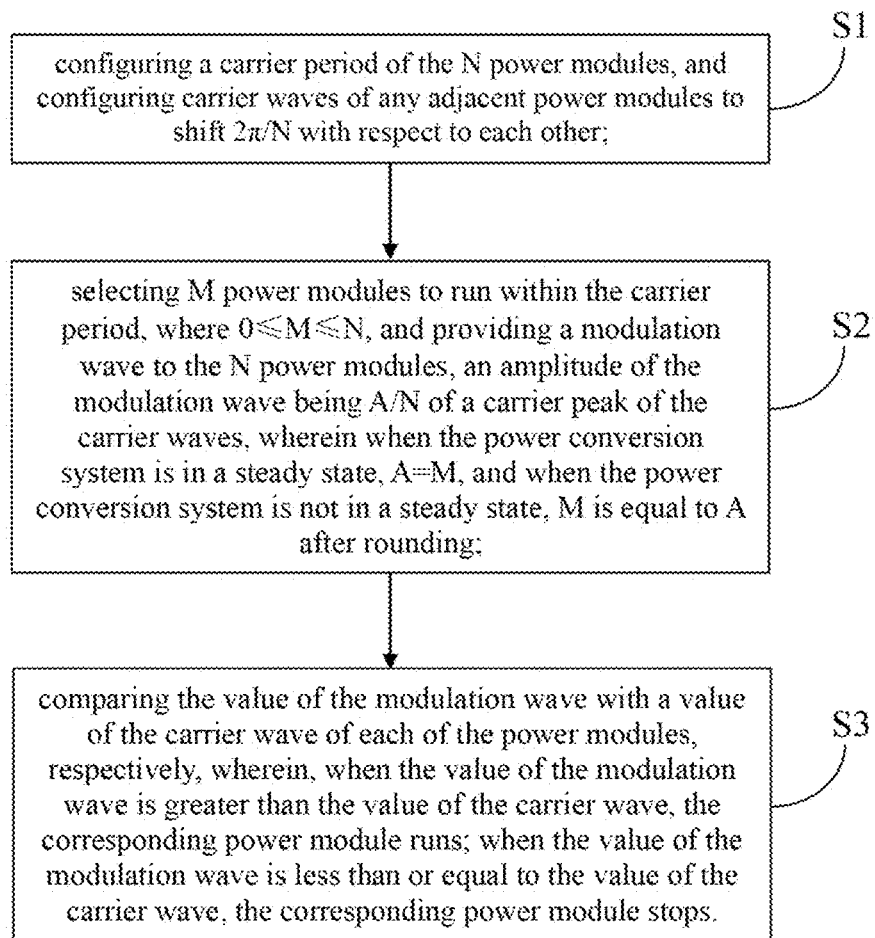 S1
configuring a carrier period of the N power modules, and
configuring carrier waves of any adjacent power modules to
shift 2π/N with respect to each other;
selecting M power modules to run within the carrier
period, where 0≤M≤N, and providing a modulation
wave to the N power modules, an amplitude of the
modulation wave being A/N of a carrier peak of the
carrier waves, wherein when the power conversion
system is in a steady state, A=M, and when the power
conversion system is not in a steady state, M is equal to A
after rounding;
S2
comparing the value of the modulation wave with a value
of the carrier wave of each of the power modules,
respectively, wherein, when the value of the modulation
wave is greater than the value of the carrier wave, the
corresponding power module runs; when the value of the
modulation wave is less than or equal to the value of the
carrier wave, the corresponding power module stops.
S3